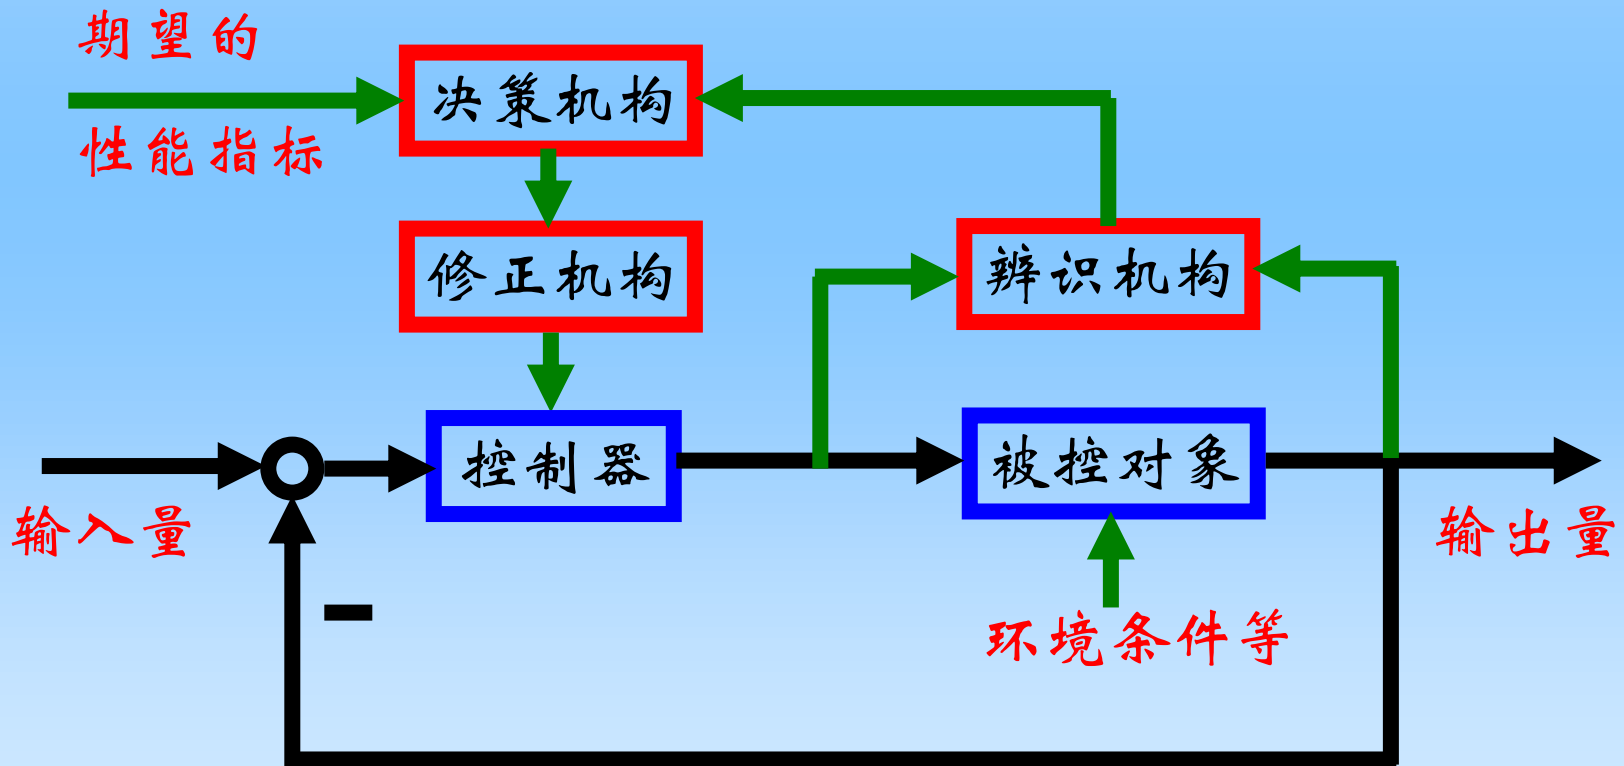 期望的
决策机构
性能指标
修正机构
辨识机构
控制器
被控对象
输入量
输出量
环境条件等